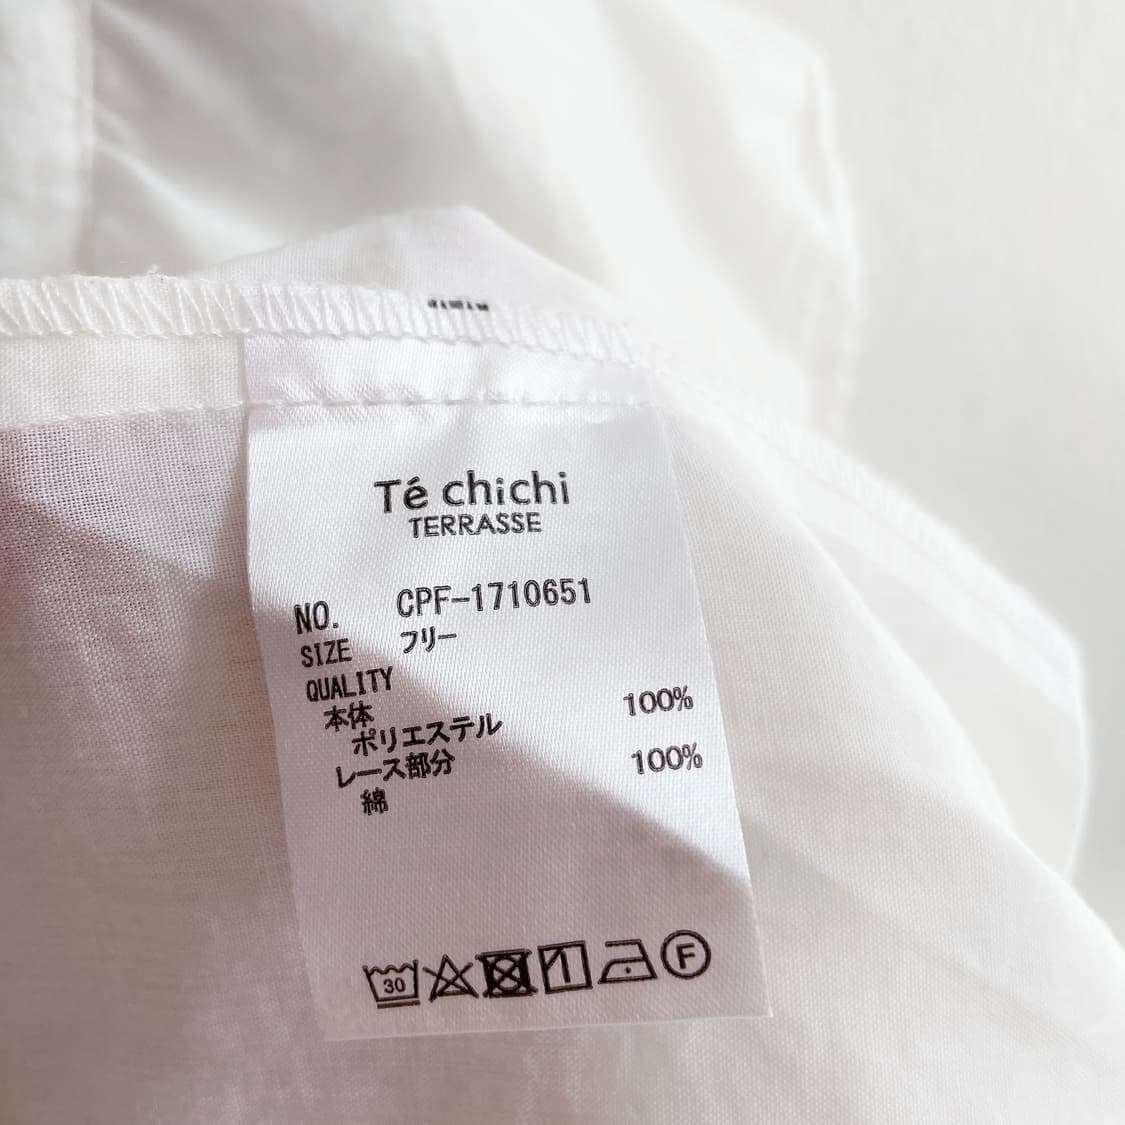 Té chichi
TERRASSE
NO. CPF-1710651
SIZE フリー
QUALITY
本体
ポリエステル 100%
レース部分
綿 100%
30 F